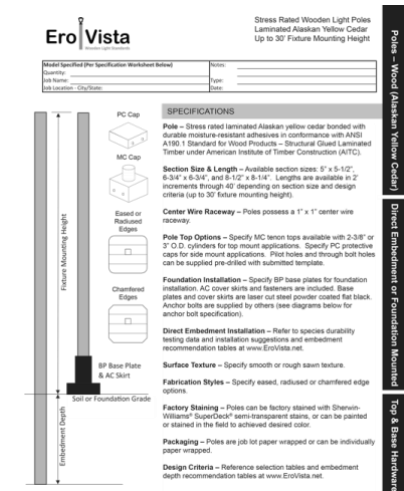 Ero Vista
Wooden Light Standards
Stress Rated Wooden Light Poles
Laminated Alaskan Yellow Cedar
Up to 30' Fixture Mounting Height
Model Specified (Per Specification Worksheet Below)
Quantity:
Job Name:
Job Location - City/State:
Notes:
Type:
Date:
PC Cap
MC Cap
Eased or
Radiused
Edges
Chamfered
Edges
BP Base Plate
& AC Skirt
Soil or Foundation Grade
Fixture Mounting Height
Embedment Depth
SPECIFICATIONS
Pole – Stress rated laminated Alaskan yellow cedar bonded with
durable moisture-resistant adhesives in conformance with ANSI
A190.1 Standard for Wood Products – Structural Glued Laminated
Timber under American Institute of Timber Construction (AITC).
Section Size & Length – Available section sizes: 5" x 5-1/2",
6-3/4" x 6-3/4", and 8-1/2" x 8-1/4". Lengths are available in 2'
increments through 40' depending on section size and design
criteria (up to 30' fixture mounting height).
Center Wire Raceway – Poles possess a 1" x 1" center wire
raceway.
Pole Top Options – Specify MC tenon tops available with 2-3/8" or
3" O.D. cylinders for top mount applications. Specify PC protective
caps for side mount applications. Pilot holes and through bolt holes
can be supplied pre-drilled with submitted template.
Foundation Installation – Specify BP base plates for foundation
installation. AC cover skirts and fasteners are included. Base
plates and cover skirts are laser cut steel powder coated flat black.
Anchor bolts are supplied by others (see diagrams below for
anchor bolt specification).
Direct Embedment Installation – Refer to species durability
testing data and installation suggestions and embedment
recommendation tables at www.EroVista.net.
Surface Texture – Specify smooth or rough sawn texture.
Fabrication Styles – Specify eased, radiused or chamfered edge
options.
Factory Staining – Poles can be factory stained with Sherwin-
Williams® SuperDeck® semi-transparent stains, or can be painted
or stained in the field to achieved desired color.
Packaging – Poles are job lot paper wrapped or can be individually
paper wrapped.
Design Criteria – Reference selection tables and embedment
depth recommendation tables at www.EroVista.net.
Poles – Wood (Alaskan Yellow Cedar)
Direct Embedment or Foundation Mounted
Top & Base Hardware